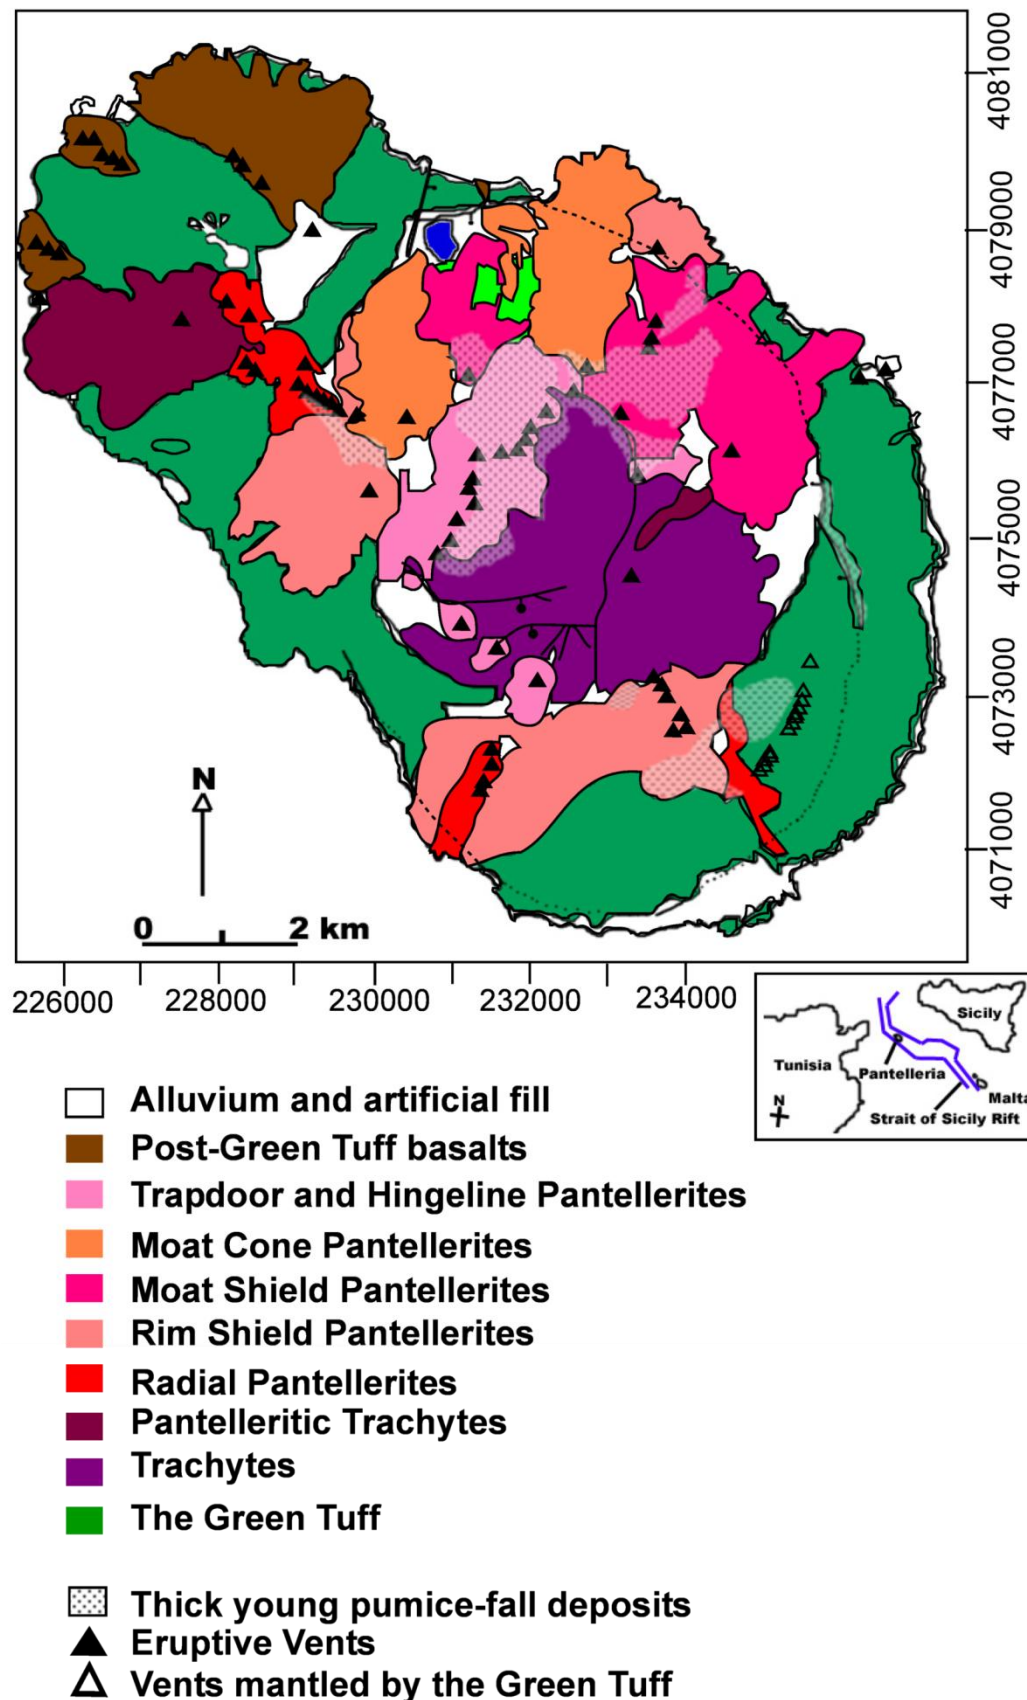 4081000
4079000
4077000
4075000
4073000
4071000
N
0 2 km
226000 228000 230000 232000 234000
Sicily
Tunisia
Pantelleria
N
Malta
Strait of Sicily Rift
Alluvium and artificial fill
Post-Green Tuff basalts
Trapdoor and Hingeline Pantellerites
Moat Cone Pantellerites
Moat Shield Pantellerites
Rim Shield Pantellerites
Radial Pantellerites
Pantelleritic Trachytes
Trachytes
The Green Tuff
Thick young pumice-fall deposits
Eruptive Vents
Vents mantled by the Green Tuff